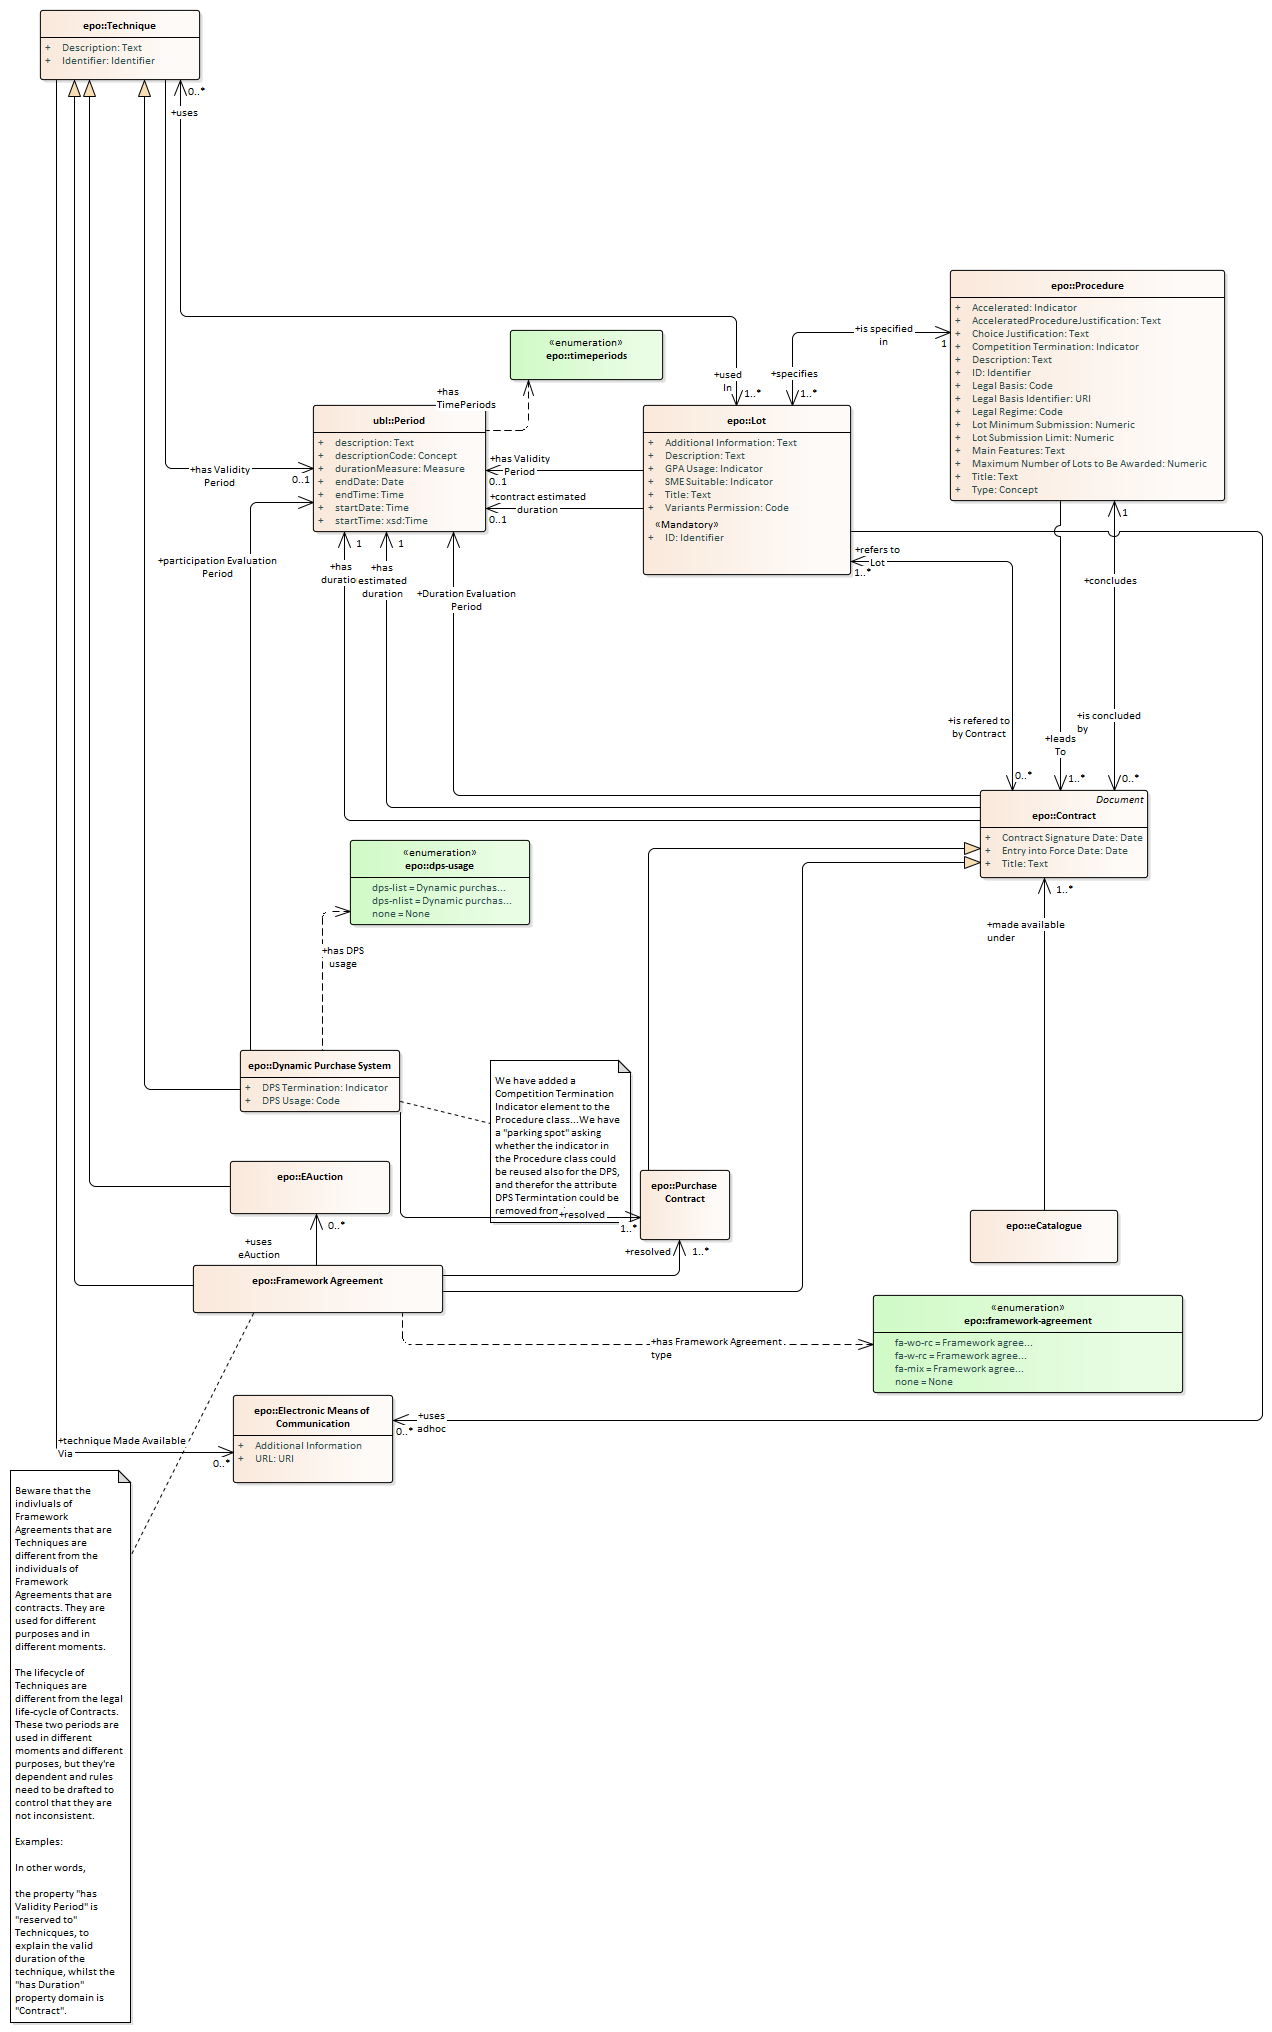 epo::Technique
+ Description: Text
+ Identifier: Identifier
0..*
+uses
epo::Procedure
+ Accelerated: Indicator
+ AcceleratedProcedureJustification: Text
+ Choice Justification: Text
+ Competition Termination: Indicator
+ Description: Text
+ ID: Identifier
+ Legal Basis: Code
+ Legal Basis Identifier: URI
+ Legal Regime: Code
+ Lot Minimum Submission: Numeric
+ Lot Submission Limit: Numeric
+ Main Features: Text
+ Maximum Number of Lots to Be Awarded: Numeric
+ Title: Text
+ Type: Concept
«enumeration»
epo::timeperiods
+is specified
in
1
+specifies
1..*
+used
In
1..*
+has
TimePeriods
ubl::Period
+ description: Text
+ descriptionCode: Concept
+ durationMeasure: Measure
+ endDate: Date
+ endTime: Time
+ startDate: Time
+ startTime: xsd:Time
epo::Lot
+ Additional Information: Text
+ Description: Text
+ GPA Usage: Indicator
+ SME Suitable: Indicator
+ Title: Text
+ Variants Permission: Code
«Mandatory»
+ ID: Identifier
+has Validity
Period
0..1
+has Validity
Period
0..1
+contract estimated
duration
0..1
+participation Evaluation
Period
1
+has
duratio
1
+has
estimated
duration
+Duration Evaluation
Period
+refers to
Lot
1..*
1
+concludes
+is refered to
by Contract
0..*
+leads
To
1..*
+is concluded
by
0..*
Document
epo::Contract
+ Contract Signature Date: Date
+ Entry into Force Date: Date
+ Title: Text
«enumeration»
epo::dps-usage
dps-list = Dynamic purchas...
dps-nlist = Dynamic purchas...
none = None
1..*
+made available
under
+has DPS
usage
epo::Dynamic Purchase System
+ DPS Termination: Indicator
+ DPS Usage: Code
We have added a
Competition Termination
Indicator element to the
Procedure class...We have
a "parking spot" asking
whether the indicator in
the Procedure class could
be reused also for the DPS,
and therefor the attribute
DPS Termintation could be
removed from
+resolved
1..*
epo::Purchase
Contract
epo::EAuction
0..*
+uses
eAuction
+resolved
1..*
epo::eCatalogue
epo::Framework Agreement
«enumeration»
epo::framework-agreement
fa-wo-rc = Framework agree...
fa-w-rc = Framework agree...
fa-mix = Framework agree...
none = None
+has Framework Agreement
type
epo::Electronic Means of
Communication
+ Additional Information
+ URL: URI
+uses
adhoc
0..*
+technique Made Available
Via
0..*
Beware that the
indivluals of
Framework
Agreements that are
Techniques are
different from the
individuals of
Framework
Agreements that are
contracts. They are
used for different
purposes and in
different moments.
The lifecycle of
Techniques are
different from the legal
life-cycle of Contracts.
These two periods are
used in different
moments and different
purposes, but they're
dependent and rules
need to be drafted to
control that they are
not inconsistent.
Examples:
In other words,
the property "has
Validity Period" is
"reserved to"
Technicques, to
explain the valid
duration of the
technique, whilst the
"has Duration"
property domain is
"Contract".